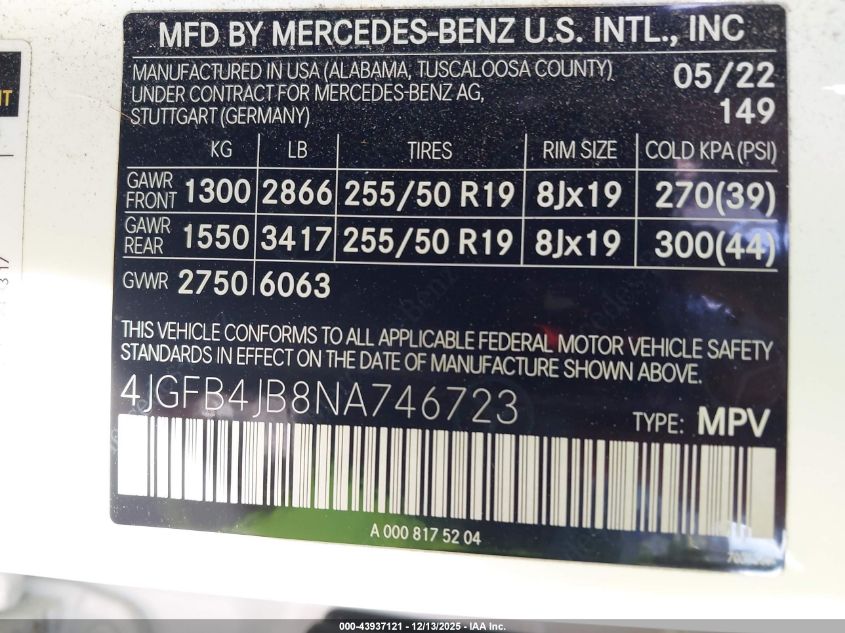 MFD BY MERCEDES-BENZ U.S. INTL., INC
MANUFACTURED IN USA (ALABAMA, TUSCALOOSA COUNTY) 05/22
UNDER CONTRACT FOR MERCEDES-BENZ AG,
STUTTGART (GERMANY) 149
KG LB TIRES RIM SIZE COLD KPA (PSI)
GAWR FRONT 1300 2866 255/50 R19 8Jx19 270(39)
GAWR REAR 1550 3417 255/50 R19 8Jx19 300(44)
GVWR 2750 6063
THIS VEHICLE CONFORMS TO ALL APPLICABLE FEDERAL MOTOR VEHICLE SAFETY
STANDARDS IN EFFECT ON THE DATE OF MANUFACTURE SHOWN ABOVE.
4JGFB4JB8NA746723
TYPE: MPV
A 000 817 52 04
000-43937121 - 12/13/2025 - IAA Inc.